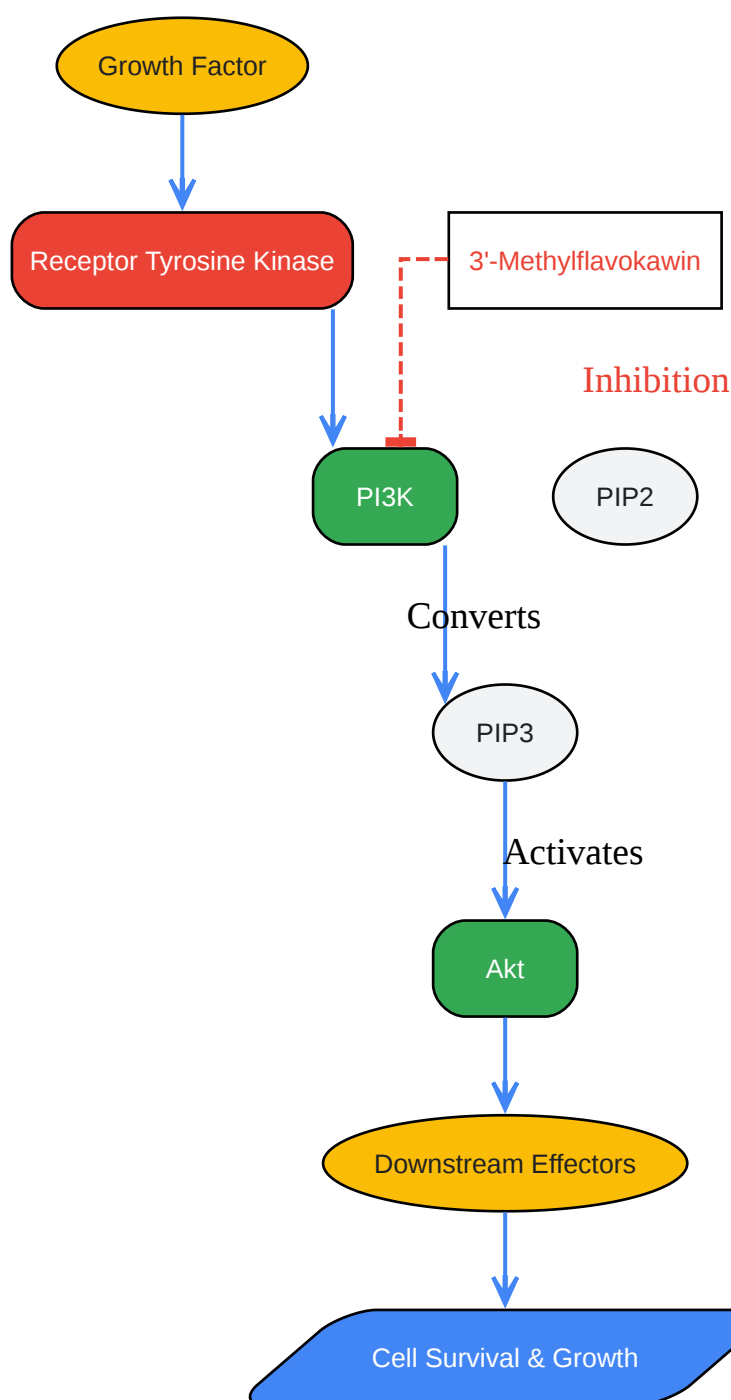 Growth Factor
Receptor Tyrosine Kinase
3'-Methylflavokawin
Inhibition
PI3K
PIP2
Converts
PIP3
Activates
Akt
Downstream Effectors
Cell Survival & Growth